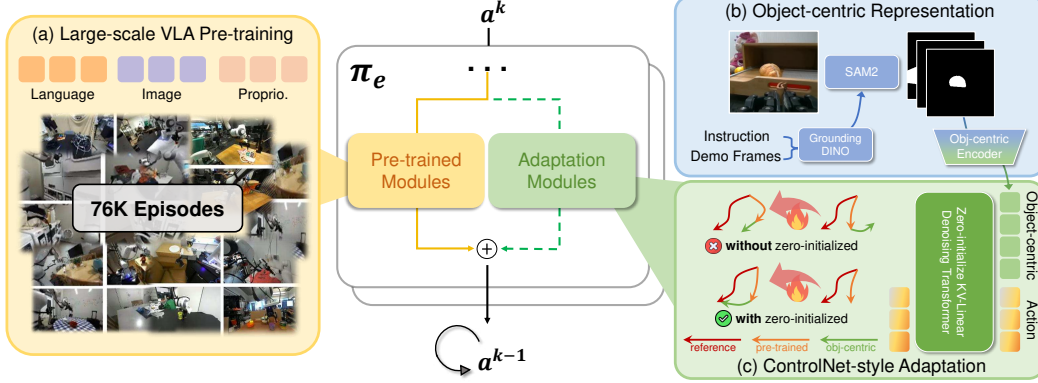 (a) Large-scale VLA Pre-training
Language
Image
Proprio.
76K Episodes
a^k
π_e
...
Pre-trained
Modules
Adaptation
Modules
+
a^{k-1}
(b) Object-centric Representation
SAM2
Instruction
Demo Frames
Grounding
DINO
Obj-centric
Encoder
without zero-initialized
with zero-initialized
reference
pre-trained
obj-centric
Zero-initialize KV-Linear
Denoising Transformer
Object-centric
Action
(c) ControlNet-style Adaptation